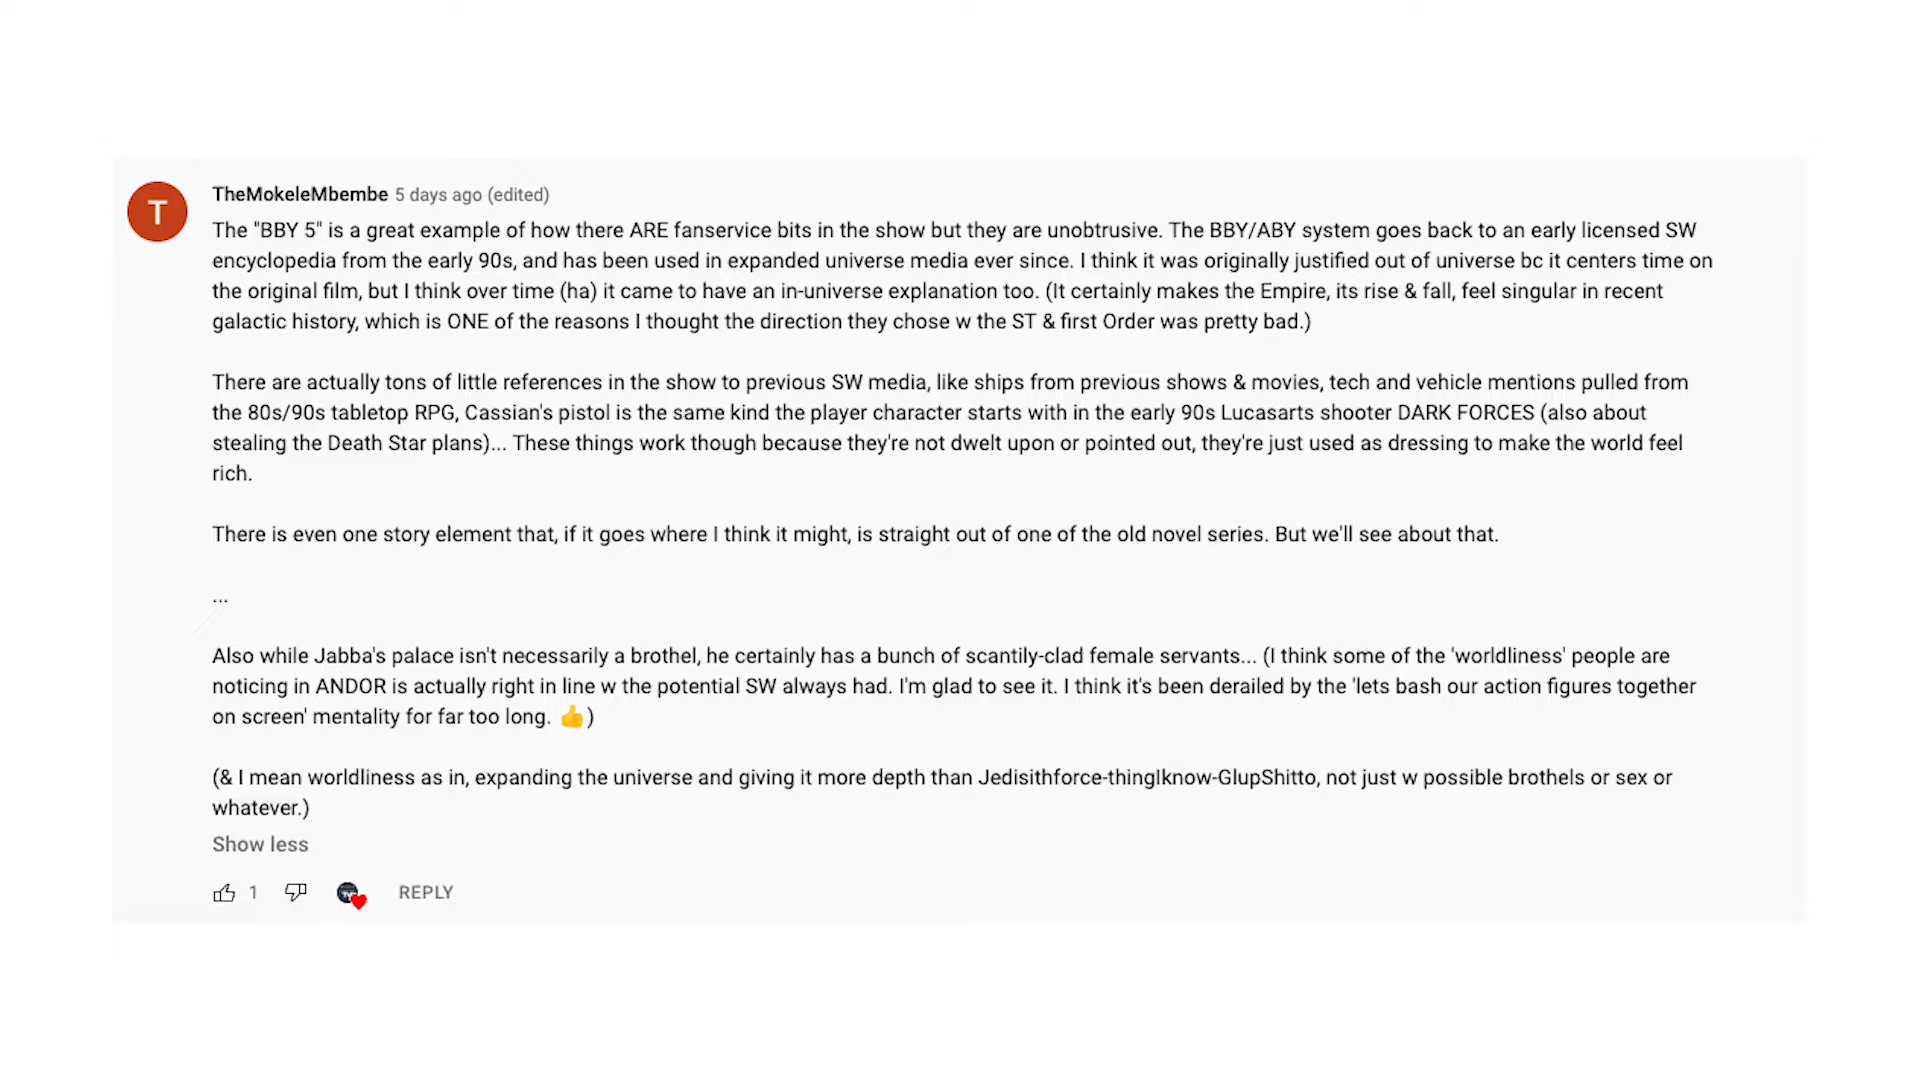 T
TheMokeleMbembe 5 days ago (edited)
The "BBY 5" is a great example of how there ARE fanservice bits in the show but they are unobtrusive. The BBY/ABY system goes back to an early licensed SW
encyclopedia from the early 90s, and has been used in expanded universe media ever since. I think it was originally justified out of universe bc it centers time on
the original film, but I think over time (ha) it came to have an in-universe explanation too. (It certainly makes the Empire, its rise & fall, feel singular in recent
galactic history, which is ONE of the reasons I thought the direction they chose w the ST & first Order was pretty bad.)
There are actually tons of little references in the show to previous SW media, like ships from previous shows & movies, tech and vehicle mentions pulled from
the 80s/90s tabletop RPG, Cassian's pistol is the same kind the player character starts with in the early 90s Lucasarts shooter DARK FORCES (also about
stealing the Death Star plans)... These things work though because they're not dwelt upon or pointed out, they're just used as dressing to make the world feel
rich.
There is even one story element that, if it goes where I think it might, is straight out of one of the old novel series. But we'll see about that.
...
Also while Jabba's palace isn't necessarily a brothel, he certainly has a bunch of scantily-clad female servants... (I think some of the 'worldliness' people are
noticing in ANDOR is actually right in line w the potential SW always had. I'm glad to see it. I think it's been derailed by the 'lets bash our action figures together
on screen' mentality for far too long. 👍)
(& I mean worldliness as in, expanding the universe and giving it more depth than Jedisithforce-thingIknow-GlupShitto, not just w possible brothels or sex or
whatever.)
Show less
1 REPLY